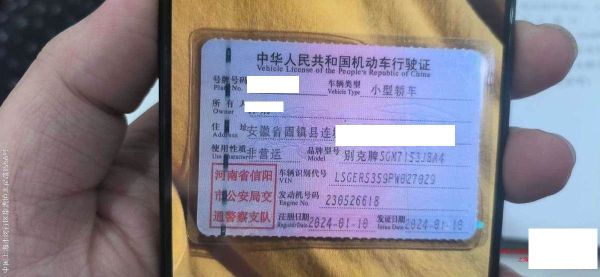 中华人民共和国机动车行驶证
Vehicle License of the People's Republic of China
号牌号码
Plate No.
车辆类型
Vehicle Type
小型轿车
所有人
Owner
住址
Address
安徽省固镇县连
使用性质
Use Character
非营运
品牌型号
Model
别克牌SGM7153JBA4
河南省信阳
市公安局交
通警察支队
车辆识别代号
VIN
LSGER5359PW027029
发动机号码
Engine No.
230526618
注册日期
Register Date
2024-01-10
发证日期
Issue Date
2024-01-10